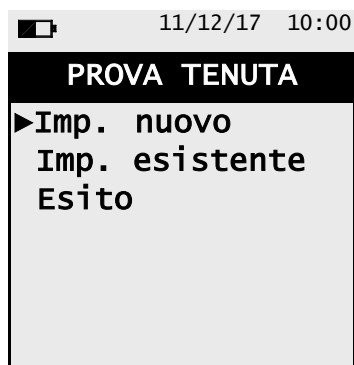 11/12/17 10:00
PROVA TENUTA
►Imp. nuovo
Imp. esistente
Esito